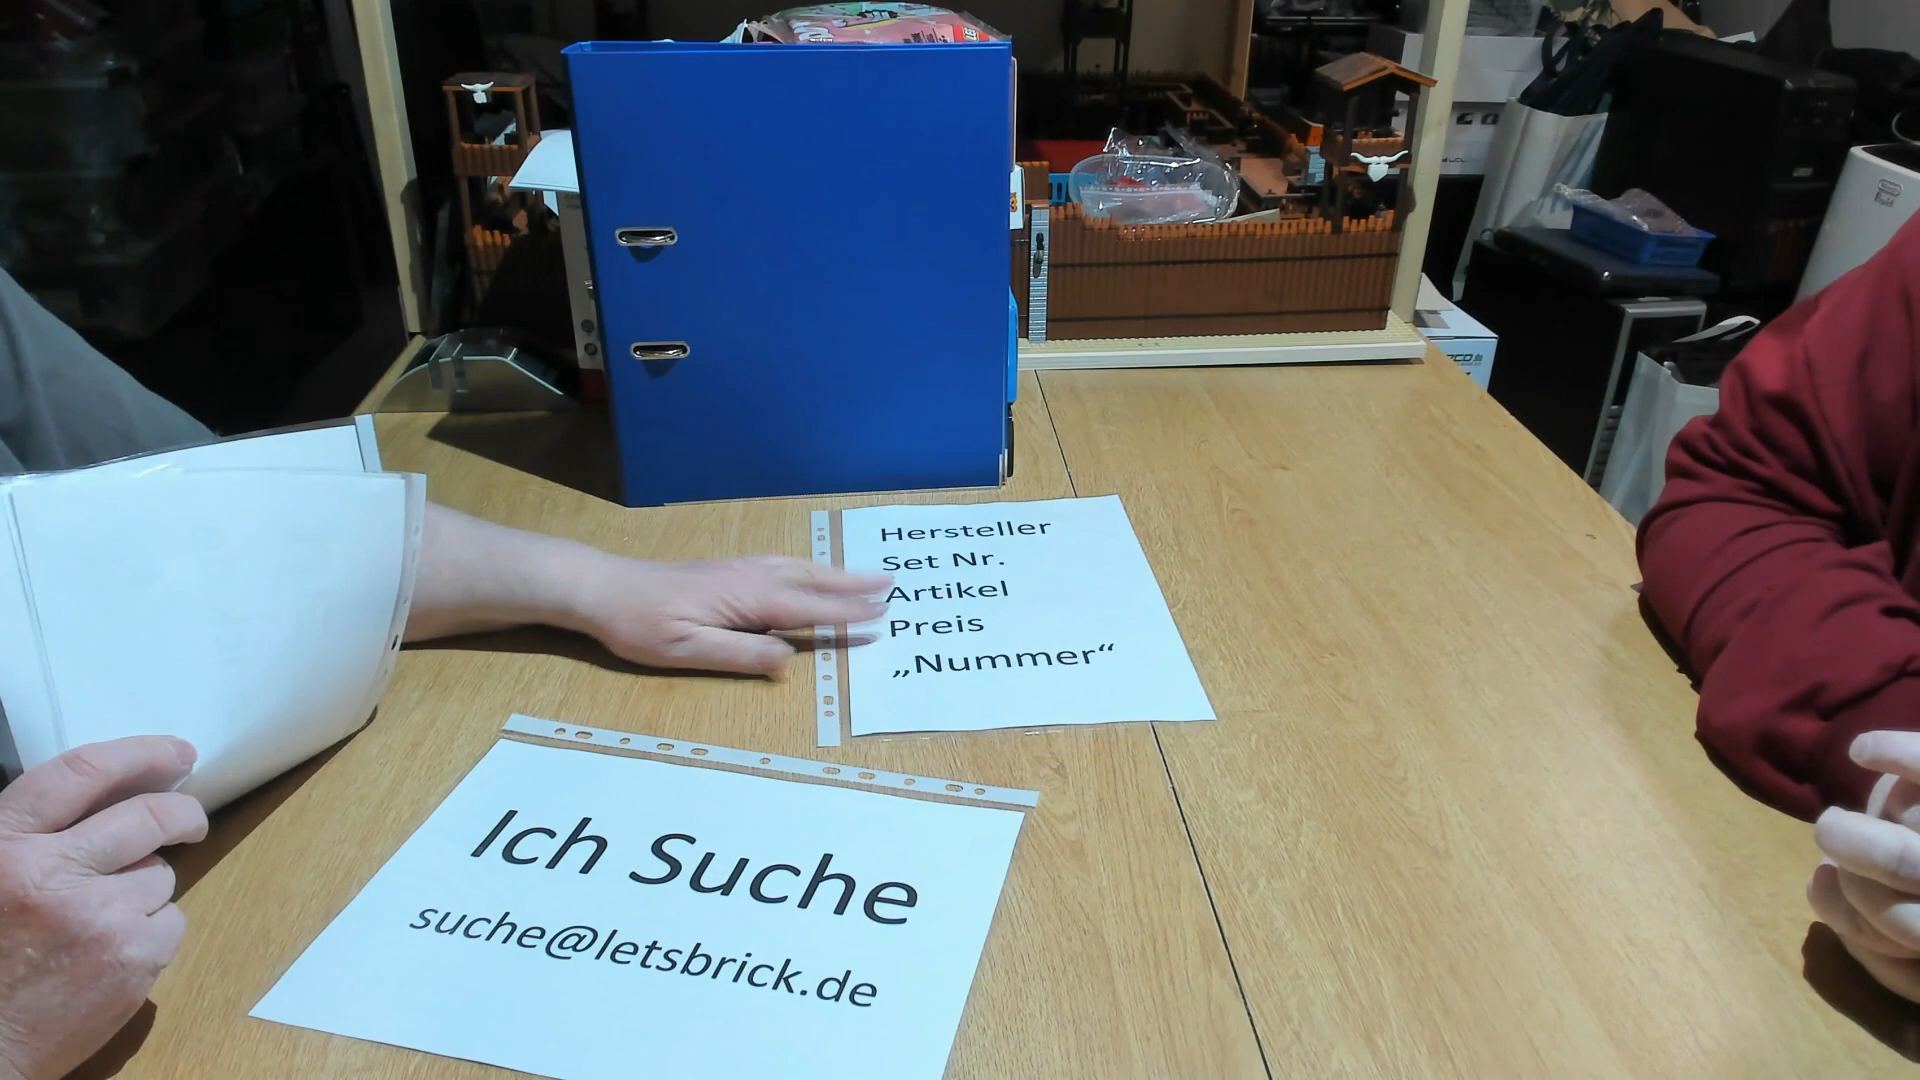 Hersteller
Set Nr.
Artikel
Preis
„Nummer“
Ich Suche
suche@letsbrick.de